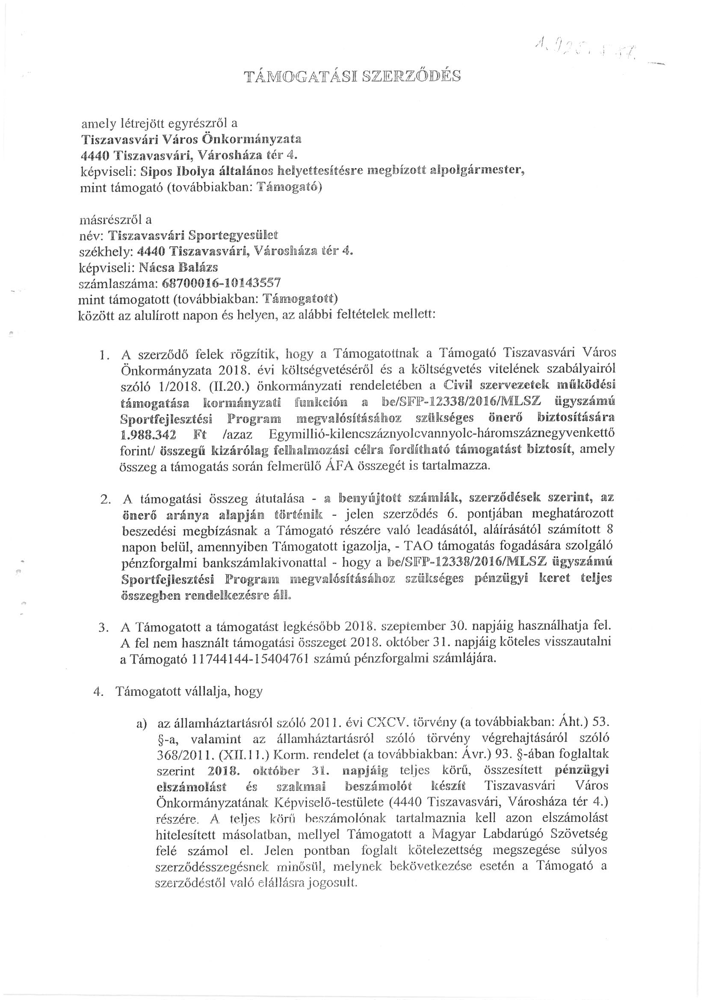 TÁMOGATÁSI SZERZŐDÉS
amely létrejött egyrészről a
Tiszavasvári Város Önkormányzata
4440 Tiszavasvári, Városháza tér 4.
képviseli: Sipos Ibolya általános helyettesítésre megbízott alpolgármester,
mint támogató (továbbiakban: Támogató)
másrészről a
név: Tiszavasvári Sportegyesület
székhely: 4440 Tiszavasvári, Városháza tér 4.
képviseli: Nácsa Balázs
számlaszáma: 68700016-10143557
mint támogatott (továbbiakban: Támogatott)
között az alulírott napon és helyen, az alábbi feltételek mellett:
1. A szerződő felek rögzítik, hogy a Támogatottnak a Támogató Tiszavasvári Város
Önkormányzata 2018. évi költségvetéséről és a költségvetés vitelének szabályairól
szóló 1/2018. (II.20.) önkormányzati rendeletében a Civil szervezetek működési
támogatása kormányzati funkción a be/SFP-12338/2016/MLSZ ügyszámú
Sportfejlesztési Program megvalósításához szükséges önerő biztosítására
1.988.342 Ft /azaz Egymillió-kilencszáznyolcvannyolc-háromszáznegyvenkettő
forint/ összegű kizárólag felhalmozási célra fordítható támogatást biztosít, amely
összeg a támogatás során felmerülő ÁFA összegét is tartalmazza.
2. A támogatási összeg átutalása - a benyújtott számlák, szerződések szerint, az
önerő aránya alapján történik - jelen szerződés 6. pontjában meghatározott
beszedési megbízásnak a Támogató részére való leadásától, aláírásától számított 8
napon belül, amennyiben Támogatott igazolja, - TAO támogatás fogadására szolgáló
pénzforgalmi bankszámlakivonattal - hogy a be/SFP-12338/2016/MLSZ ügyszámú
Sportfejlesztési Program megvalósításához szükséges pénzügyi keret teljes
összegben rendelkezésre áll.
3. A Támogatott a támogatást legkésőbb 2018. szeptember 30. napjáig használhatja fel.
A fel nem használt támogatási összeget 2018. október 31. napjáig köteles visszautalni
a Támogató 11744144-15404761 számú pénzforgalmi számlájára.
4. Támogatott vállalja, hogy
a) az államháztartásról szóló 2011. évi CXCV. törvény (a továbbiakban: Áht.) 53.
§-a, valamint az államháztartásról szóló törvény végrehajtásáról szóló
368/2011. (XII.11.) Korm. rendelet (a továbbiakban: Ávr.) 93. §-ában foglaltak
szerint 2018. október 31. napjáig teljes körű, összesített pénzügyi
elszámolást és szakmai beszámolót készít Tiszavasvári Város
Önkormányzatának Képviselő-testülete (4440 Tiszavasvári, Városháza tér 4.)
részére. A teljes körű beszámolónak tartalmaznia kell azon elszámolást
hitelesített másolatban, mellyel Támogatott a Magyar Labdarúgó Szövetség
felé számol el. Jelen pontban foglalt kötelezettség megszegése súlyos
szerződésszegésnek minősül, melynek bekövetkezése esetén a Támogató a
szerződéstől való elállásra jogosult.